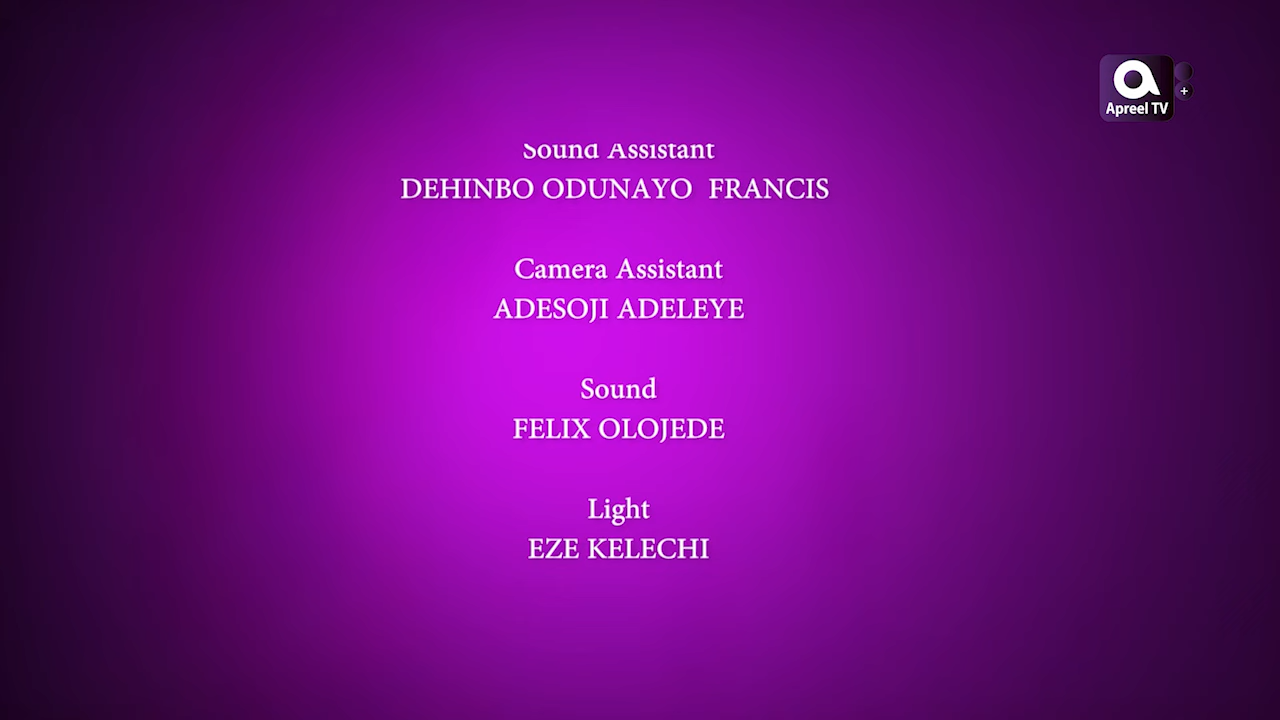 Apreel TV
+
Sound Assistant
DEHINBO ODUNAYO  FRANCIS
Camera Assistant
ADESOJI ADELEYE
Sound
FELIX OLOJEDE
Light
EZE KELECHI